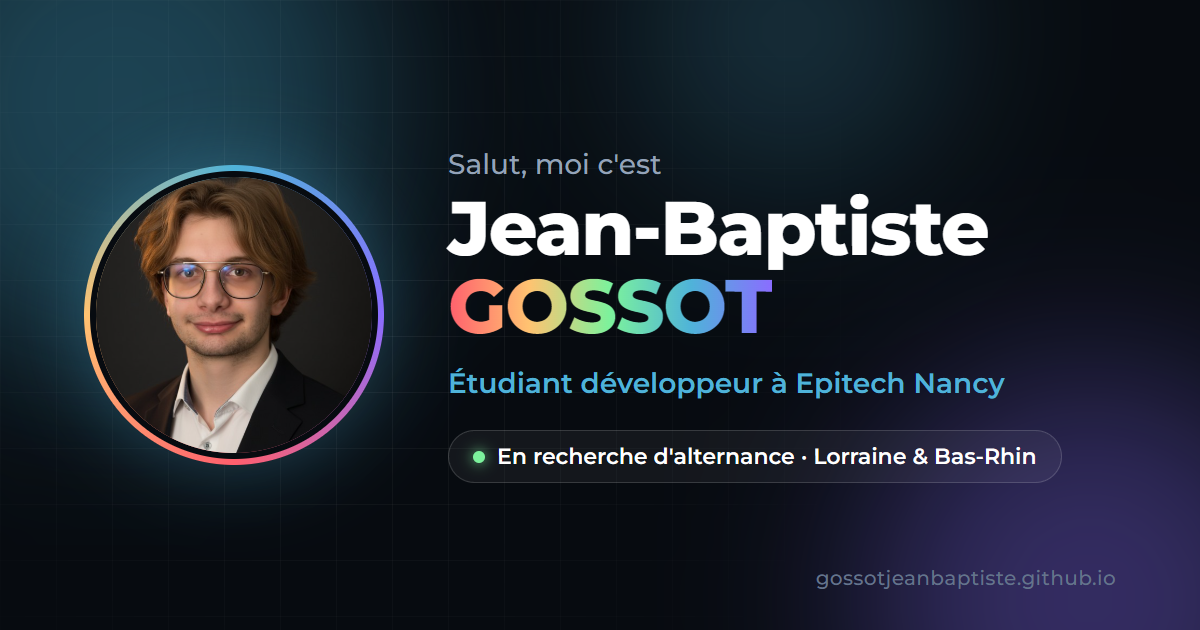 Salut, moi c'est
Jean-Baptiste
GOSSOT
Étudiant développeur à Epitech Nancy
En recherche d'alternance · Lorraine & Bas-Rhin
gossotjeanbaptiste.github.io